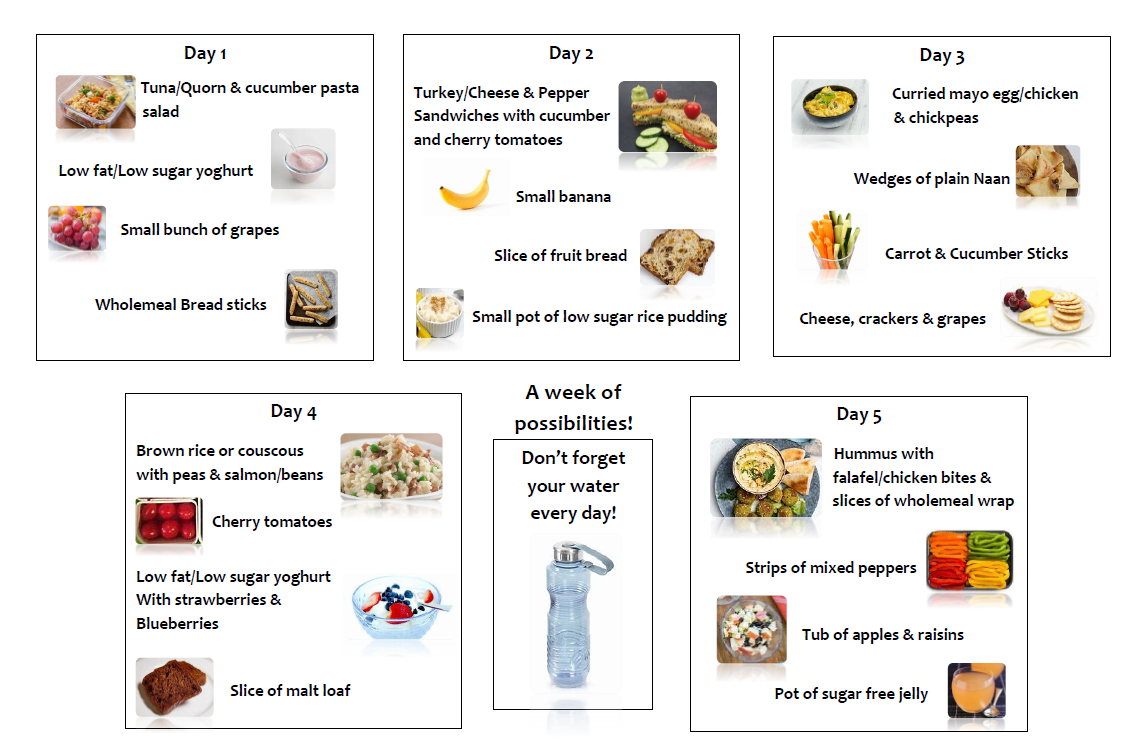 Day 1
Tuna/Quorn & cucumber pasta
salad
Low fat/Low sugar yoghurt
Small bunch of grapes
Wholemeal Bread sticks
Day 2
Turkey/Cheese & Pepper
Sandwiches with cucumber
and cherry tomatoes
Small banana
Slice of fruit bread
Small pot of low sugar rice pudding
Day 3
Curried mayo egg/chicken
& chickpeas
Wedges of plain Naan
Carrot & Cucumber Sticks
Cheese, crackers & grapes
Day 4
Brown rice or couscous
with peas & salmon/beans
Cherry tomatoes
Low fat/Low sugar yoghurt
With strawberries &
Blueberries
Slice of malt loaf
A week of
possibilities!
Don't forget
your water
every day!
Day 5
Hummus with
falafel/chicken bites &
slices of wholemeal wrap
Strips of mixed peppers
Tub of apples & raisins
Pot of sugar free jelly